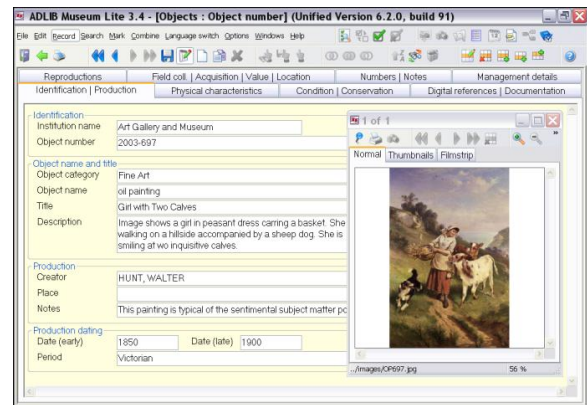 ADLIB Museum Lite 3.4 - [Objects : Object number] (Unified Version 6.2.0, build 91)
File Edit Record Search Mark Combine Language switch Options Windows Help
Reproductions Field coll. | Acquisition | Value | Location Numbers | Notes Management details
Identification | Production Physical characteristics Condition | Conservation Digital references | Documentation
Identification
Institution name Art Gallery and Museum
Object number 2003-697
Object name and title
Object category Fine Art
Object name oil painting
Title Girl with Two Calves
Description Image shows a girl in peasant dress carring a basket. She
walking on a hillside accompanied by a sheep dog. She is
smiling at wo inquisitive calves.
Production
Creator HUNT, WALTER
Place
Notes This painting is typical of the sentimental subject matter po
Production dating
Date (early) 1850 Date (late) 1900
Period Victorian
1 of 1
Normal Thumbnails Filmstrip
../images/OP697.jpg 56 %